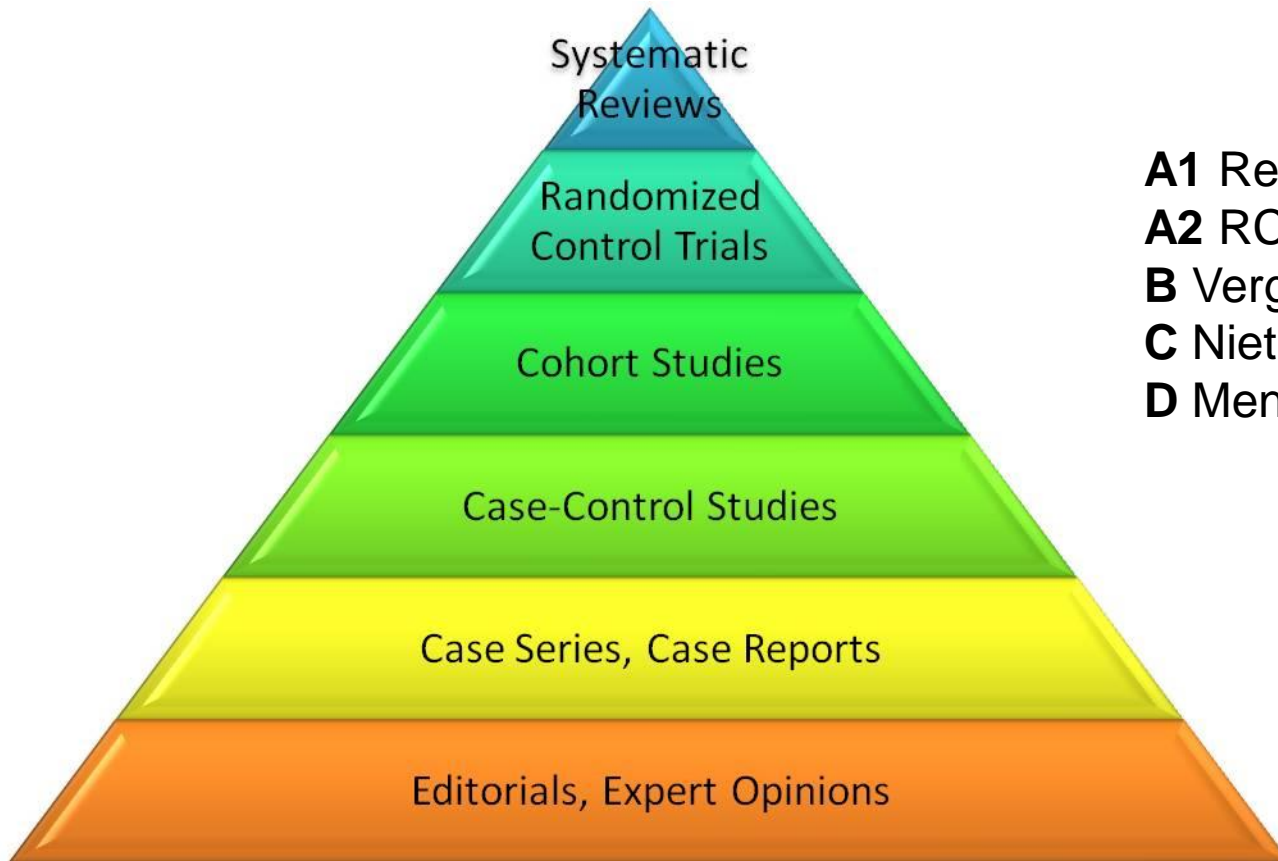 Systematic
Reviews
Randomized
Control Trials
Cohort Studies
Case-Control Studies
Case Series, Case Reports
Editorials, Expert Opinions
A1 Re
A2 RC
B Verg
C Niet
D Men